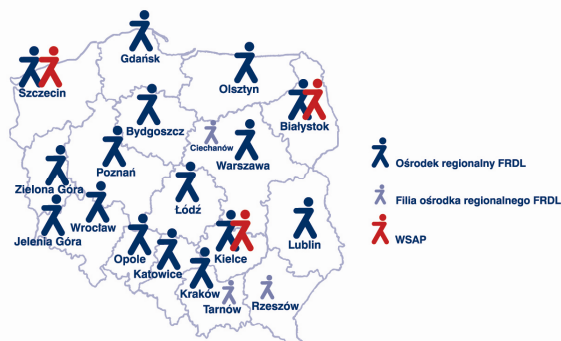 Gdańsk
Szczecin
Olsztyn
Bydgoszcz
Białystok
Ciechanów
Warszawa
Poznań
Ośrodek regionalny FRDL
Zielona Góra
Filia ośrodka regionalnego FRDL
Łódź
Wrocław
Jelenia Góra
WSAP
Lublin
Opole
Kielce
Katowice
Kraków
Tarnów
Rzeszów